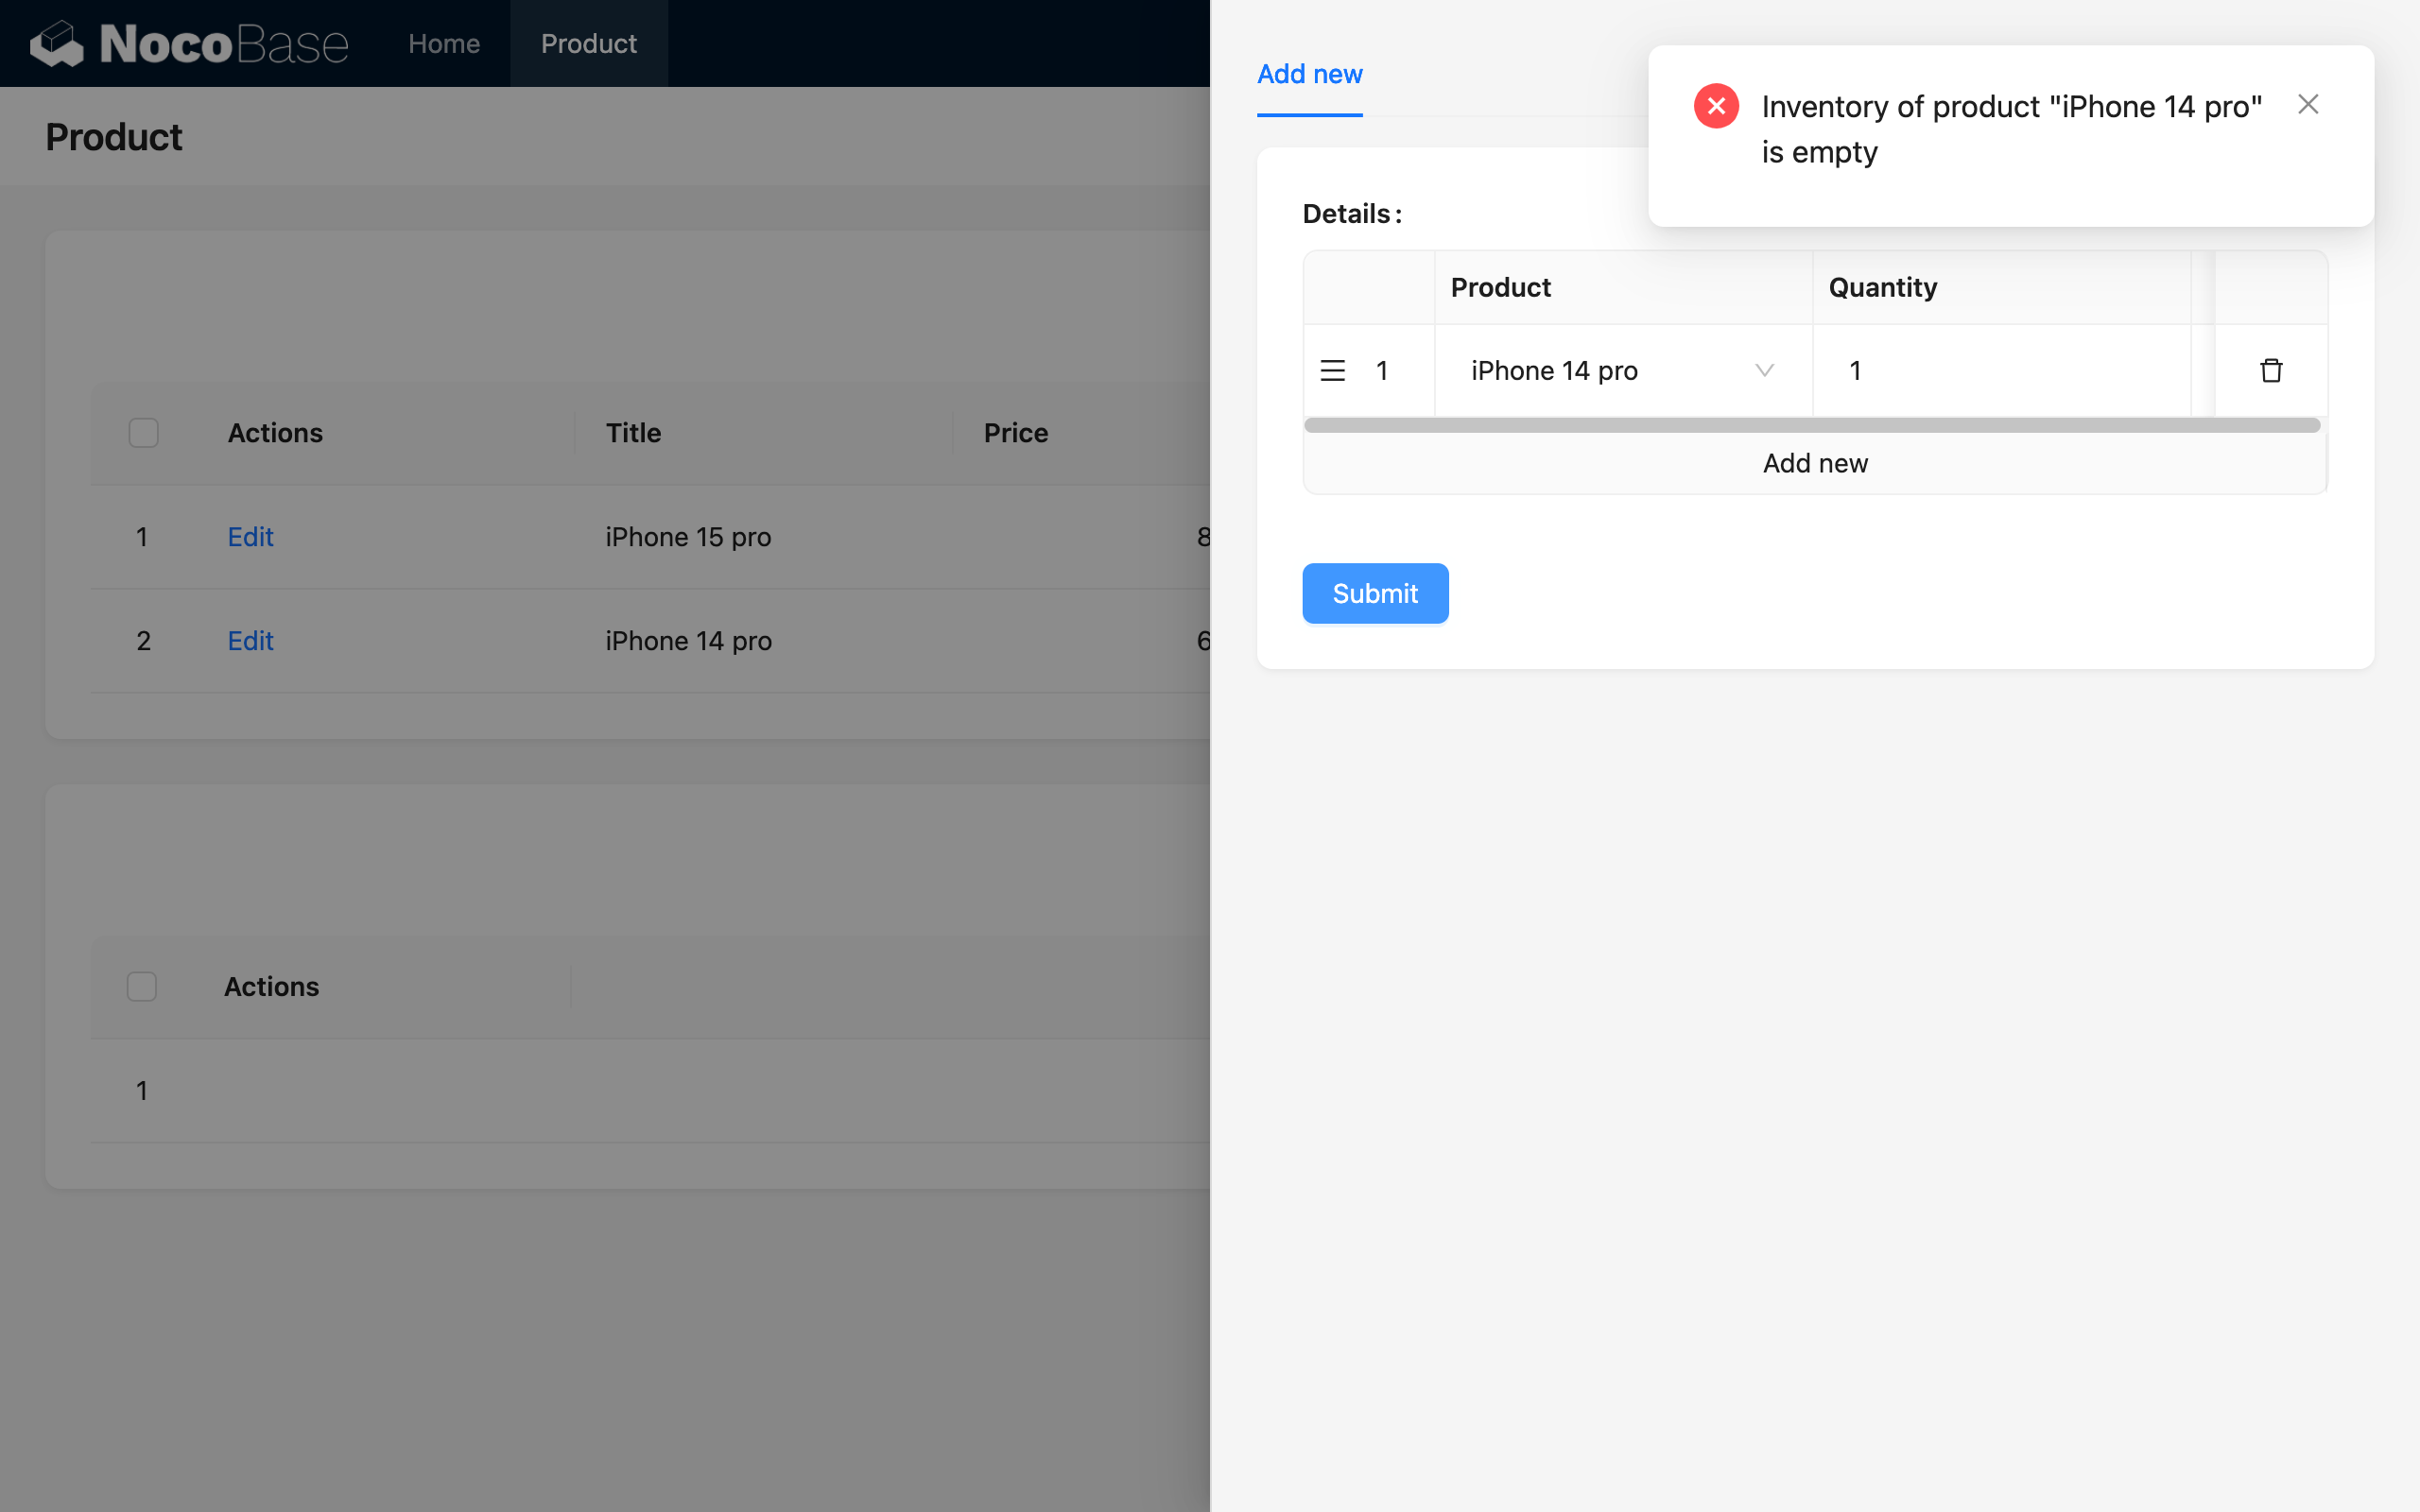 NocoBase Home Product
Product
Actions Title Price
1 Edit iPhone 15 pro 8
2 Edit iPhone 14 pro 6
Actions
1
Add new
Inventory of product "iPhone 14 pro"
is empty
Details:
Product Quantity
1 iPhone 14 pro 1
Add new
Submit